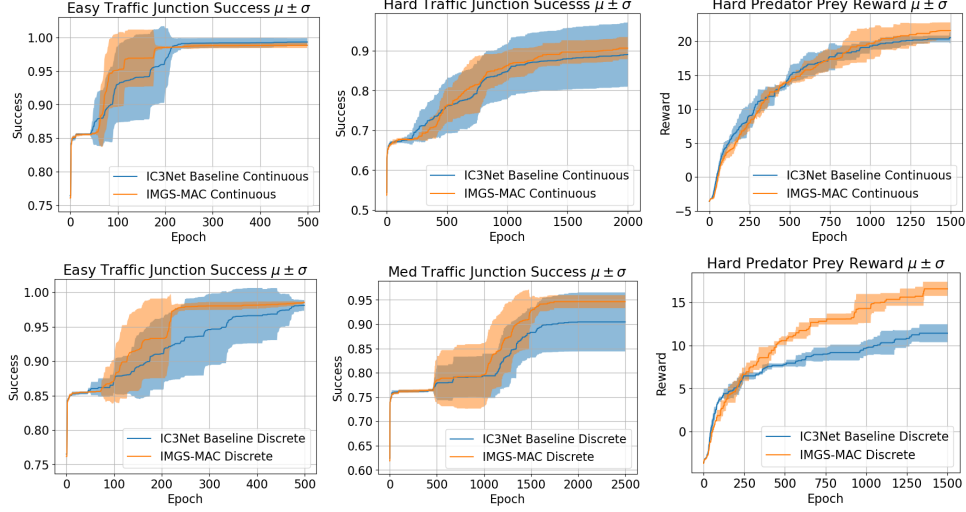 Easy Traffic Junction Success μ ± σ
1.00
0.95
0.90
0.85
0.80
0.75
Success
IC3Net Baseline Continuous
IMGS-MAC Continuous
0
100
200
300
400
500
Epoch
Hard Traffic Junction Sucesss μ ± σ
0.9
0.8
0.7
0.6
0.5
Success
IC3Net Baseline Continuous
IMGS-MAC Continuous
0
500
1000
1500
2000
Epoch
Hard Predator Prey Reward μ ± σ
20
15
10
5
0
−5
Reward
IC3Net Baseline Continuous
IMGS-MAC Continuous
0
250
500
750
1000
1250
1500
Epoch
Easy Traffic Junction Success μ ± σ
1.00
0.95
0.90
0.85
0.80
0.75
Success
IC3Net Baseline Discrete
IMGS-MAC Discrete
0
100
200
300
400
500
Epoch
Med Traffic Junction Success μ ± σ
0.95
0.90
0.85
0.80
0.75
0.70
0.65
0.60
Success
IC3Net Baseline Discrete
IMGS-MAC Discrete
0
500
1000
1500
2000
2500
Epoch
Hard Predator Prey Reward μ ± σ
15
10
5
0
Reward
IC3Net Baseline Discrete
IMGS-MAC Discrete
0
250
500
750
1000
1250
1500
Epoch